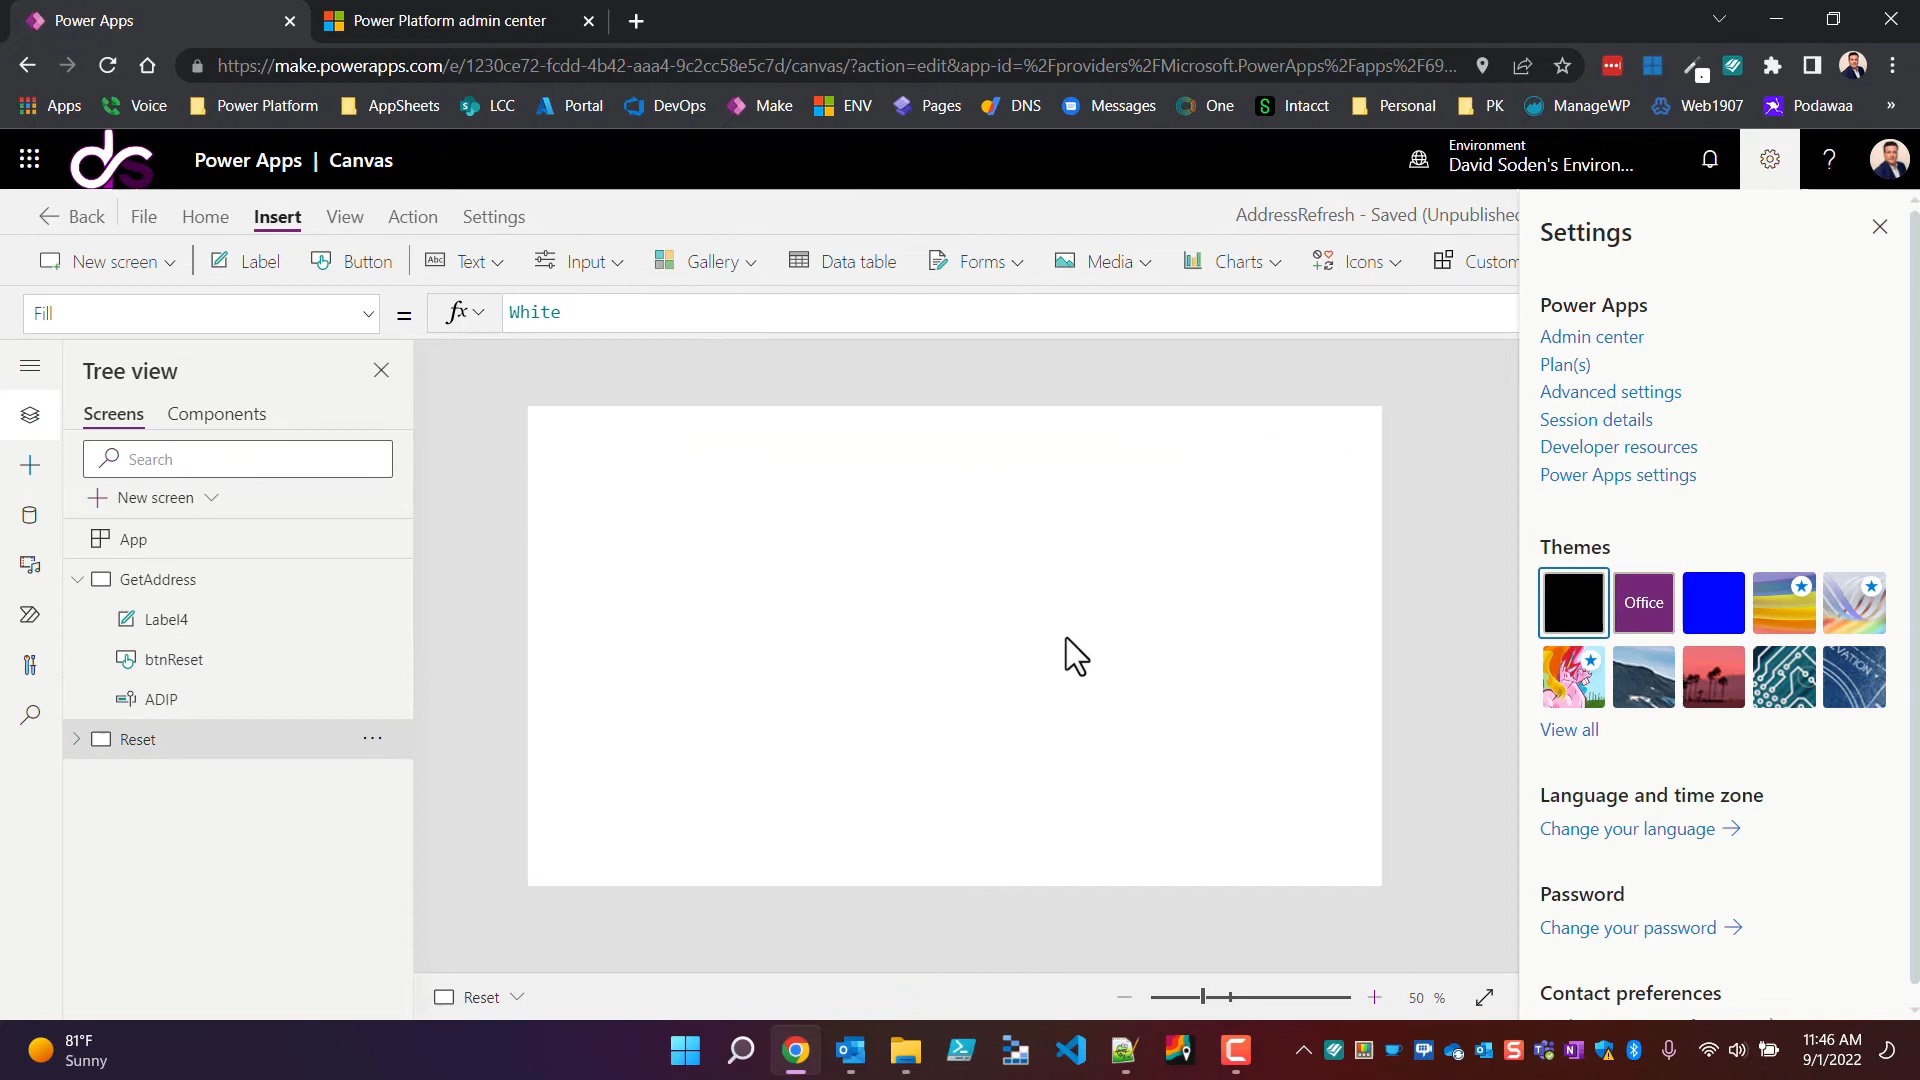 Power Apps
Power Platform admin center
https://make.powerapps.com/e/1230ce72-fcdd-4b42-aaa4-9c2cc58e5c7d/canvas/?action=edit&app-id=%2Fproviders%2FMicrosoft.PowerApps%2Fapps%2F69...
Apps
Voice
Power Platform
AppSheets
LCC
Portal
DevOps
Make
ENV
Pages
DNS
Messages
One
Intacct
Personal
PK
ManageWP
Web1907
Podawaa
»
Power Apps | Canvas
Environment
David Soden's Environ...
Back
File
Home
Insert
View
Action
Settings
AddressRefresh - Saved (Unpublished
New screen
Label
Button
Text
Input
Gallery
Data table
Forms
Media
Charts
Icons
Custom
Fill
=
fx
White
Tree view
Screens
Components
Search
New screen
App
GetAddress
Label4
btnReset
ADIP
Reset
...
Reset
50 %
Settings
Power Apps
Admin center
Plan(s)
Advanced settings
Session details
Developer resources
Power Apps settings
Themes
Office
View all
Language and time zone
Change your language
Password
Change your password
Contact preferences
81°F
Sunny
11:46 AM
9/1/2022